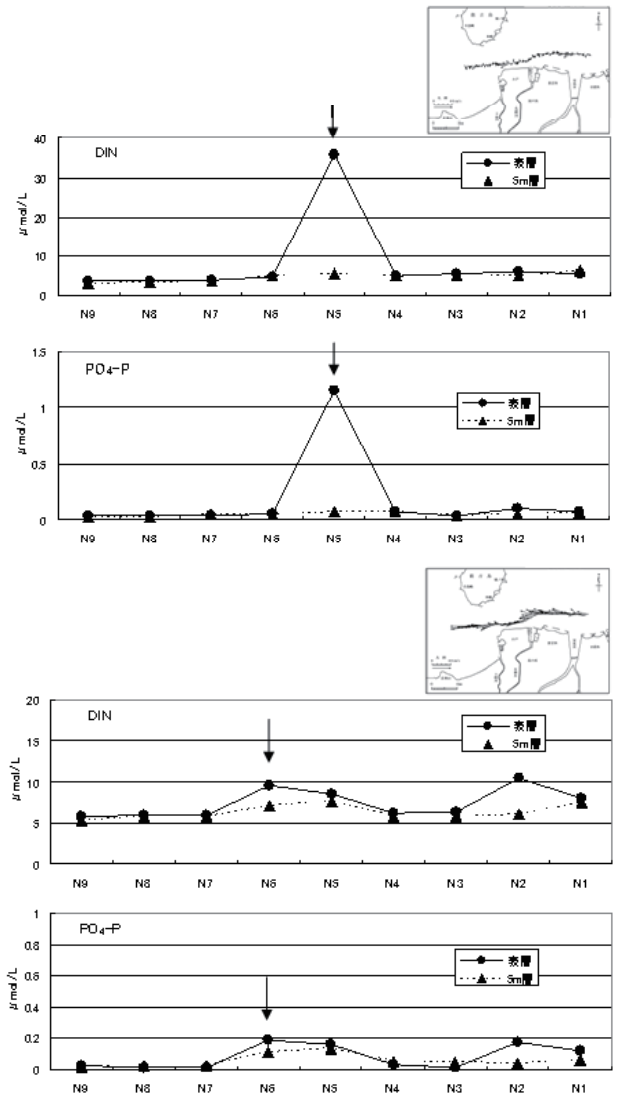 40
DIN
表層
5m層
30
20
μmol/L
10
0
N9 N8 N7 N6 N5 N4 N3 N2 N1
1.5
PO₄-P
表層
5m層
1
μmol/L
0.5
0
N9 N8 N7 N6 N5 N4 N3 N2 N1
20
DIN
表層
5m層
15
10
μmol/L
5
0
N9 N8 N7 N6 N5 N4 N3 N2 N1
1
PO₄-P
表層
5m層
0.8
0.6
μmol/L
0.4
0.2
0
N9 N8 N7 N6 N5 N4 N3 N2 N1